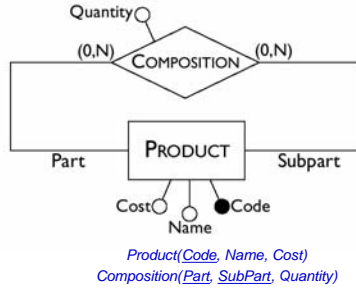 Quantity
(0,N) COMPOSITION (0,N)
PRODUCT
Part Subpart
Cost Code
Name
Product(Code, Name, Cost)
Composition(Part, SubPart, Quantity)